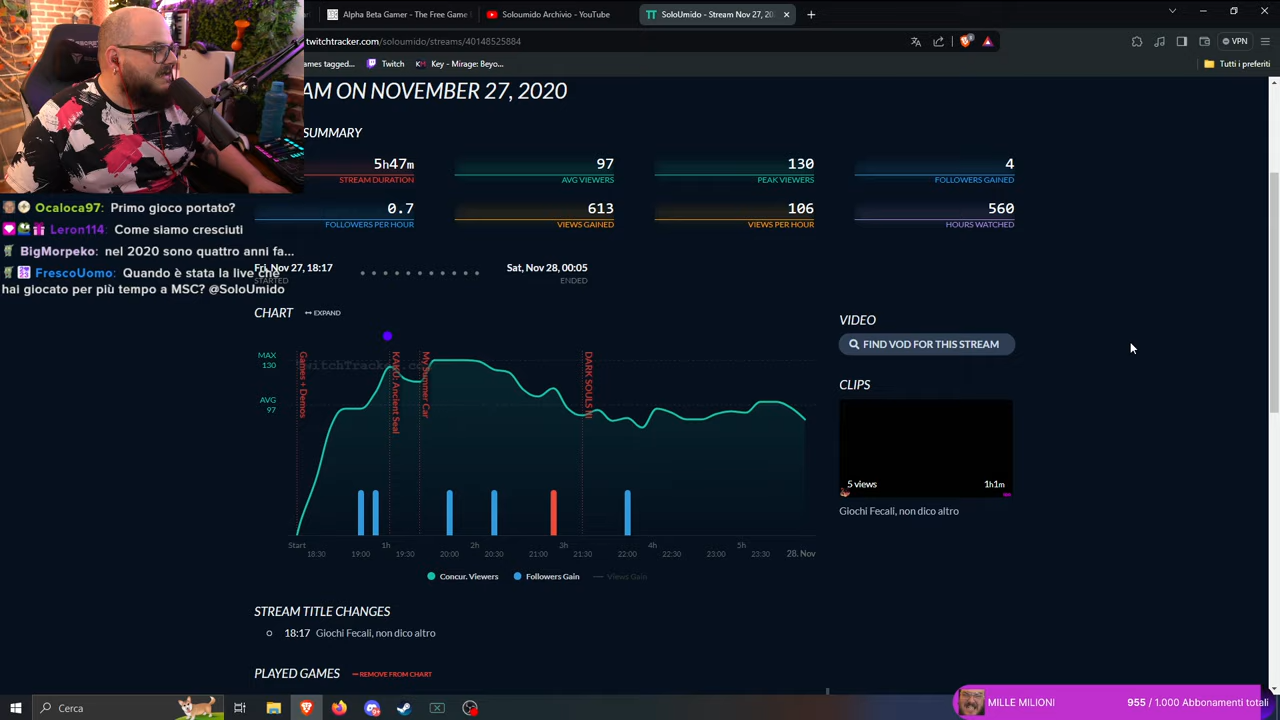 Alpha Beta Gamer - The Free Game
Soloumido Archivio - YouTube
SoloUmido - Stream Nov 27, 20
twitchtracker.com/soloumido/streams/40148525884
VPN
mes tagged...
Twitch
Key - Mirage: Beyo...
Tutti i preferiti
AM ON NOVEMBER 27, 2020
SUMMARY
5h47m
97
130
4
STREAM DURATION
AVG VIEWERS
PEAK VIEWERS
FOLLOWERS GAINED
0.7
613
106
560
FOLLOWERS PER HOUR
VIEWS GAINED
VIEWS PER HOUR
HOURS WATCHED
Ocaloca97: Primo gioco portato?
Leron114: Come siamo cresciuti
BigMorpeko: nel 2020 sono quattro anni fa...
FrescoUomo: Quando è stata la live che
hai giocato per più tempo a MSC? @SoloUmido
Fri, Nov 27, 18:17
Sat, Nov 28, 00:05
STARTED
ENDED
CHART
EXPAND
VIDEO
FIND VOD FOR THIS STREAM
CLIPS
5 views
1h1m
Giochi Fecali, non dico altro
MAX
130
AVG
97
Games + Demos
Ancient Seal
My Summer Car
DARK SOULS III
witchTracker.co
Start
1h
2h
3h
4h
5h
18:30
19:00
19:30
20:00
20:30
21:00
21:30
22:00
22:30
23:00
23:30
28. Nov
Concur. Viewers
Followers Gain
Views Gain
STREAM TITLE CHANGES
18:17 Giochi Fecali, non dico altro
PLAYED GAMES
REMOVE FROM CHART
Cerca
MILLE MILIONI
955 / 1.000 Abbonamenti totali